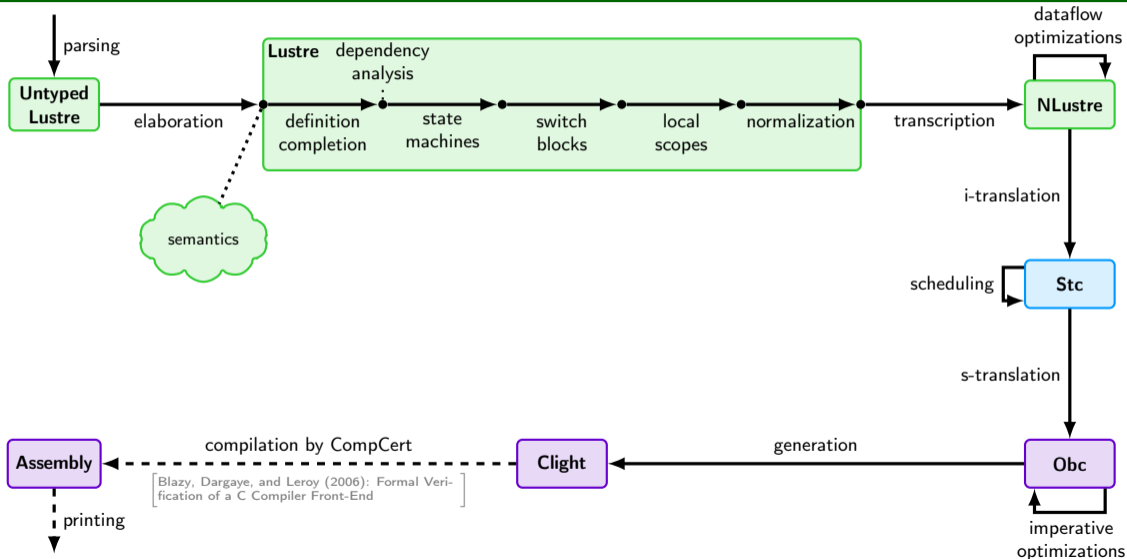 dataflow
optimizations
parsing
Lustre
dependency
analysis
Untyped
Lustre
elaboration
definition
completion
state
machines
switch
blocks
local
scopes
normalization
transcription
NLustre
i-translation
semantics
scheduling
Stc
s-translation
Assembly
compilation by CompCert
Blazy, Dargaye, and Leroy (2006): Formal Veri-
fication of a C Compiler Front-End
Clight
generation
Obc
printing
imperative
optimizations